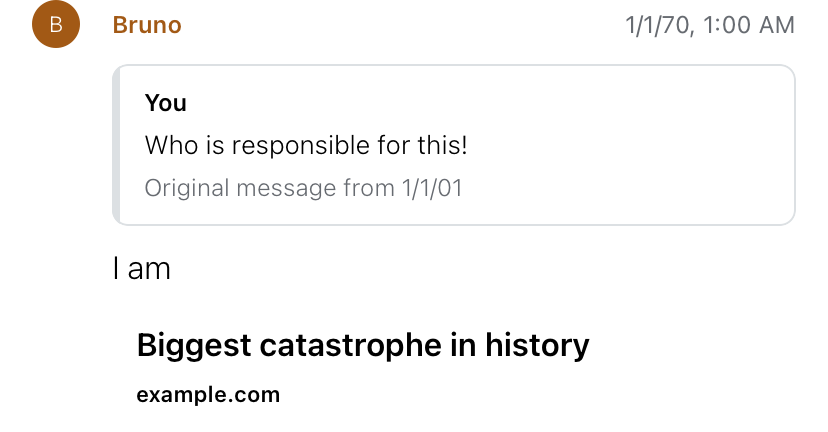 B
Bruno
1/1/70, 1:00 AM
You
Who is responsible for this!
Original message from 1/1/01
I am
Biggest catastrophe in history
example.com